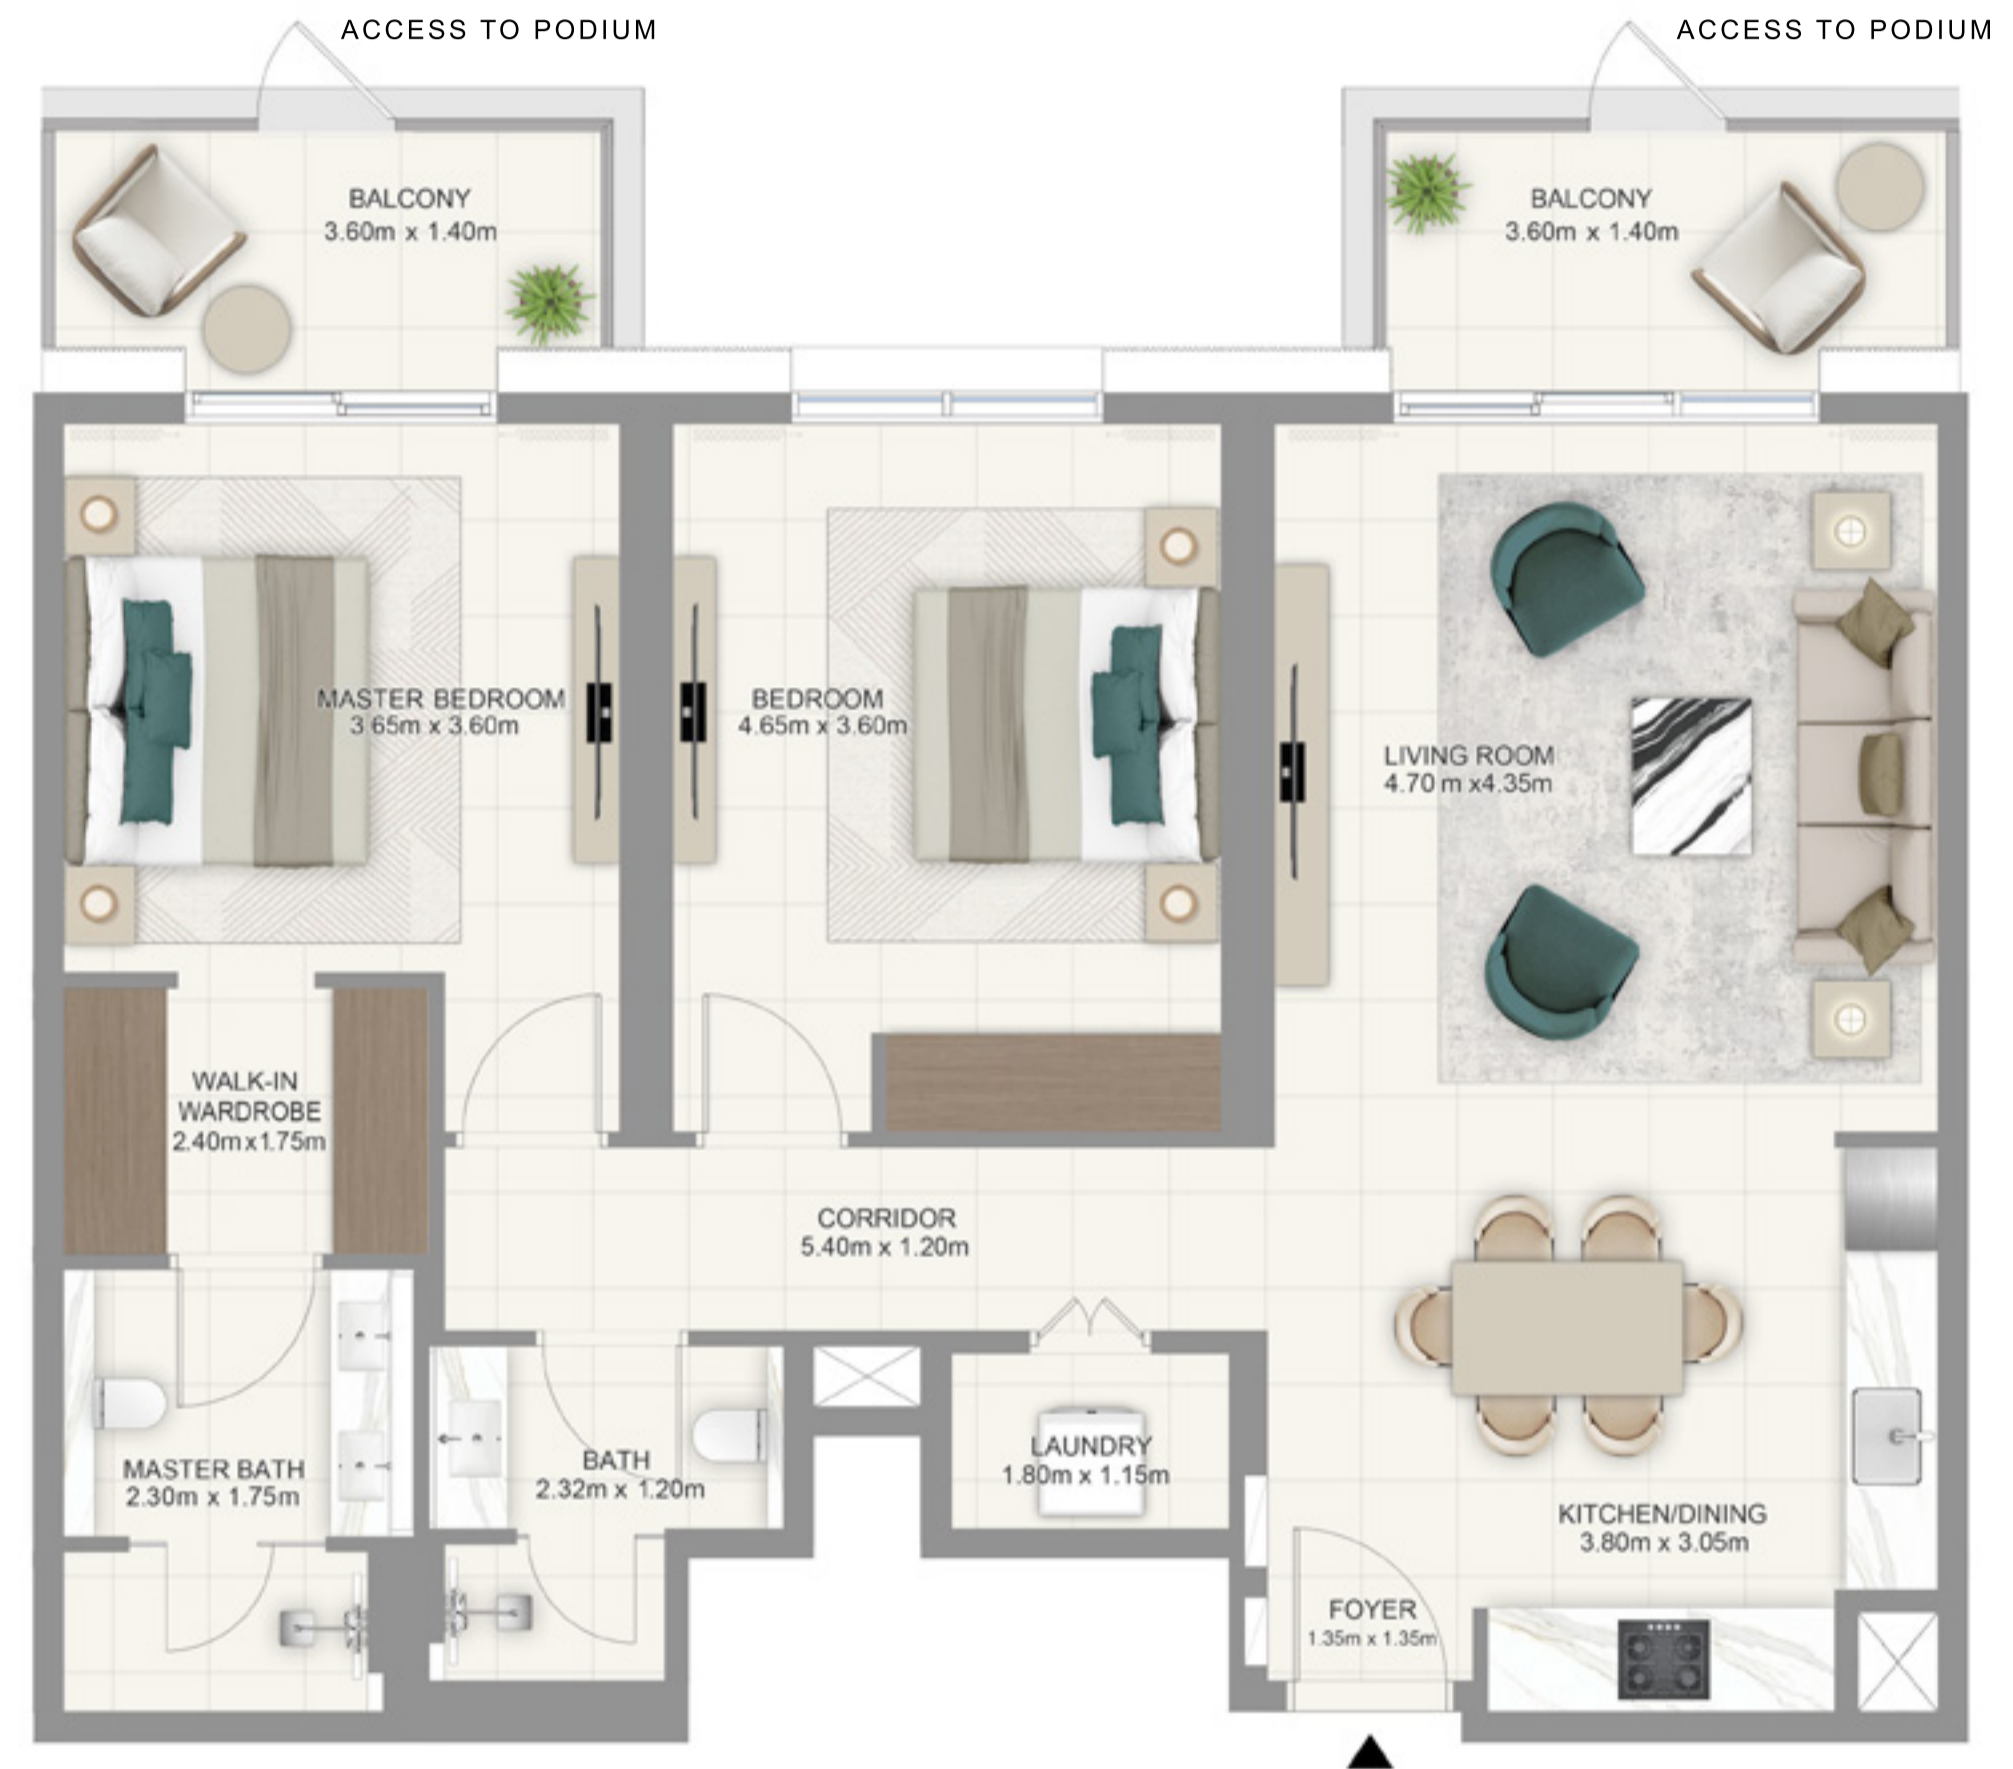 ACCESS TO PODIUM
ACCESS TO PODIUM
BALCONY
3.60m x 1.40m
BALCONY
3.60m x 1.40m
MASTER BEDROOM
3.65m x 3.60m
BEDROOM
4.65m x 3.60m
LIVING ROOM
4.70 m x4.35m
WALK-IN
WARDROBE
2.40mx1.75m
CORRIDOR
5.40m x 1.20m
MASTER BATH
2.30m x 1.75m
BATH
2.32m x 1.20m
LAUNDRY
1.80m x 1.15m
KITCHEN/DINING
3.80m x 3.05m
FOYER
1.35m x 1.35m